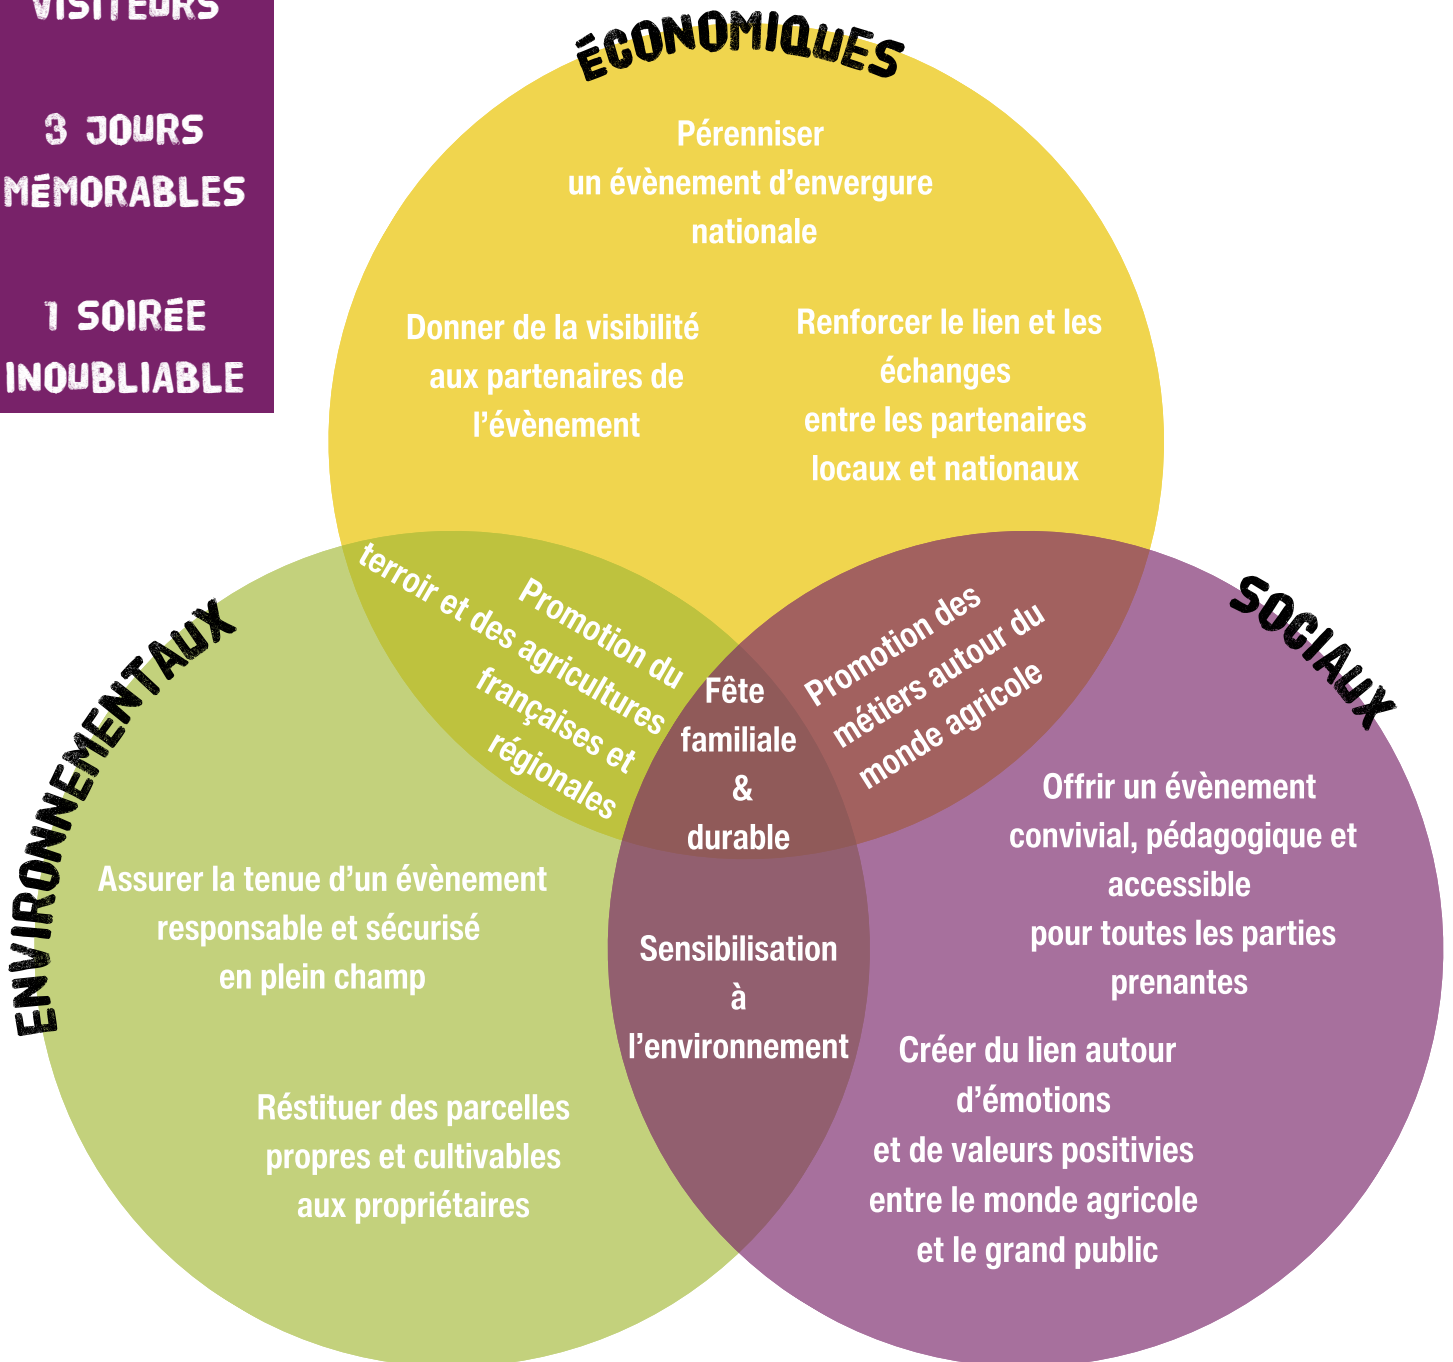 VISITEURS
3 JOURS
MÉMORABLES
1 SOIRÉE
INOUBLIABLE
ÉCONOMIQUES
Pérenniser
un évènement d'envergure
nationale
Donner de la visibilité
aux partenaires de
l'évènement
Renforcer le lien et les
échanges
entre les partenaires
locaux et nationaux
Promotion du
terroir et des agricultures
françaises et
régionales
Fête
familiale
&
durable
Promotion des
métiers autour du
monde agricole
ENVIRONNEMENTAUX
Assurer la tenue d'un évènement
responsable et sécurisé
en plein champ
Réstituer des parcelles
propres et cultivables
aux propriétaires
Sensibilisation
à
l'environnement
SOCIAUX
Offrir un évènement
convivial, pédagogique et
accessible
pour toutes les parties
prenantes
Créer du lien autour
d'émotions
et de valeurs positivies
entre le monde agricole
et le grand public